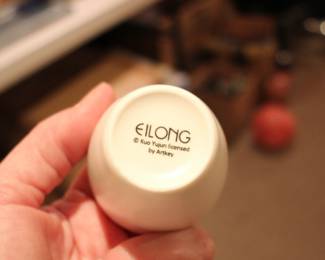 EILONG
© Kuo Yujun licensed
by Artkey